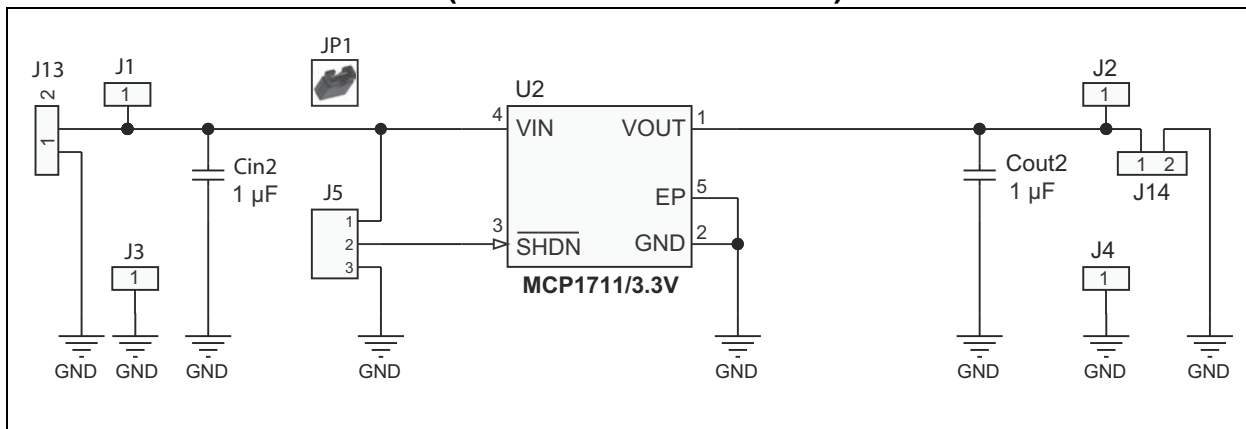 JP1
J13
2
1
J1
1
U2
J2
1
4
VIN
VOUT
1
Cin2
1 µF
J5
1
2
3
3
SHDN
EP
5
GND
2
MCP1711/3.3V
Cout2
1 µF
1 2
J14
J3
1
J4
1
GND
GND
GND
GND
GND
GND
GND
GND